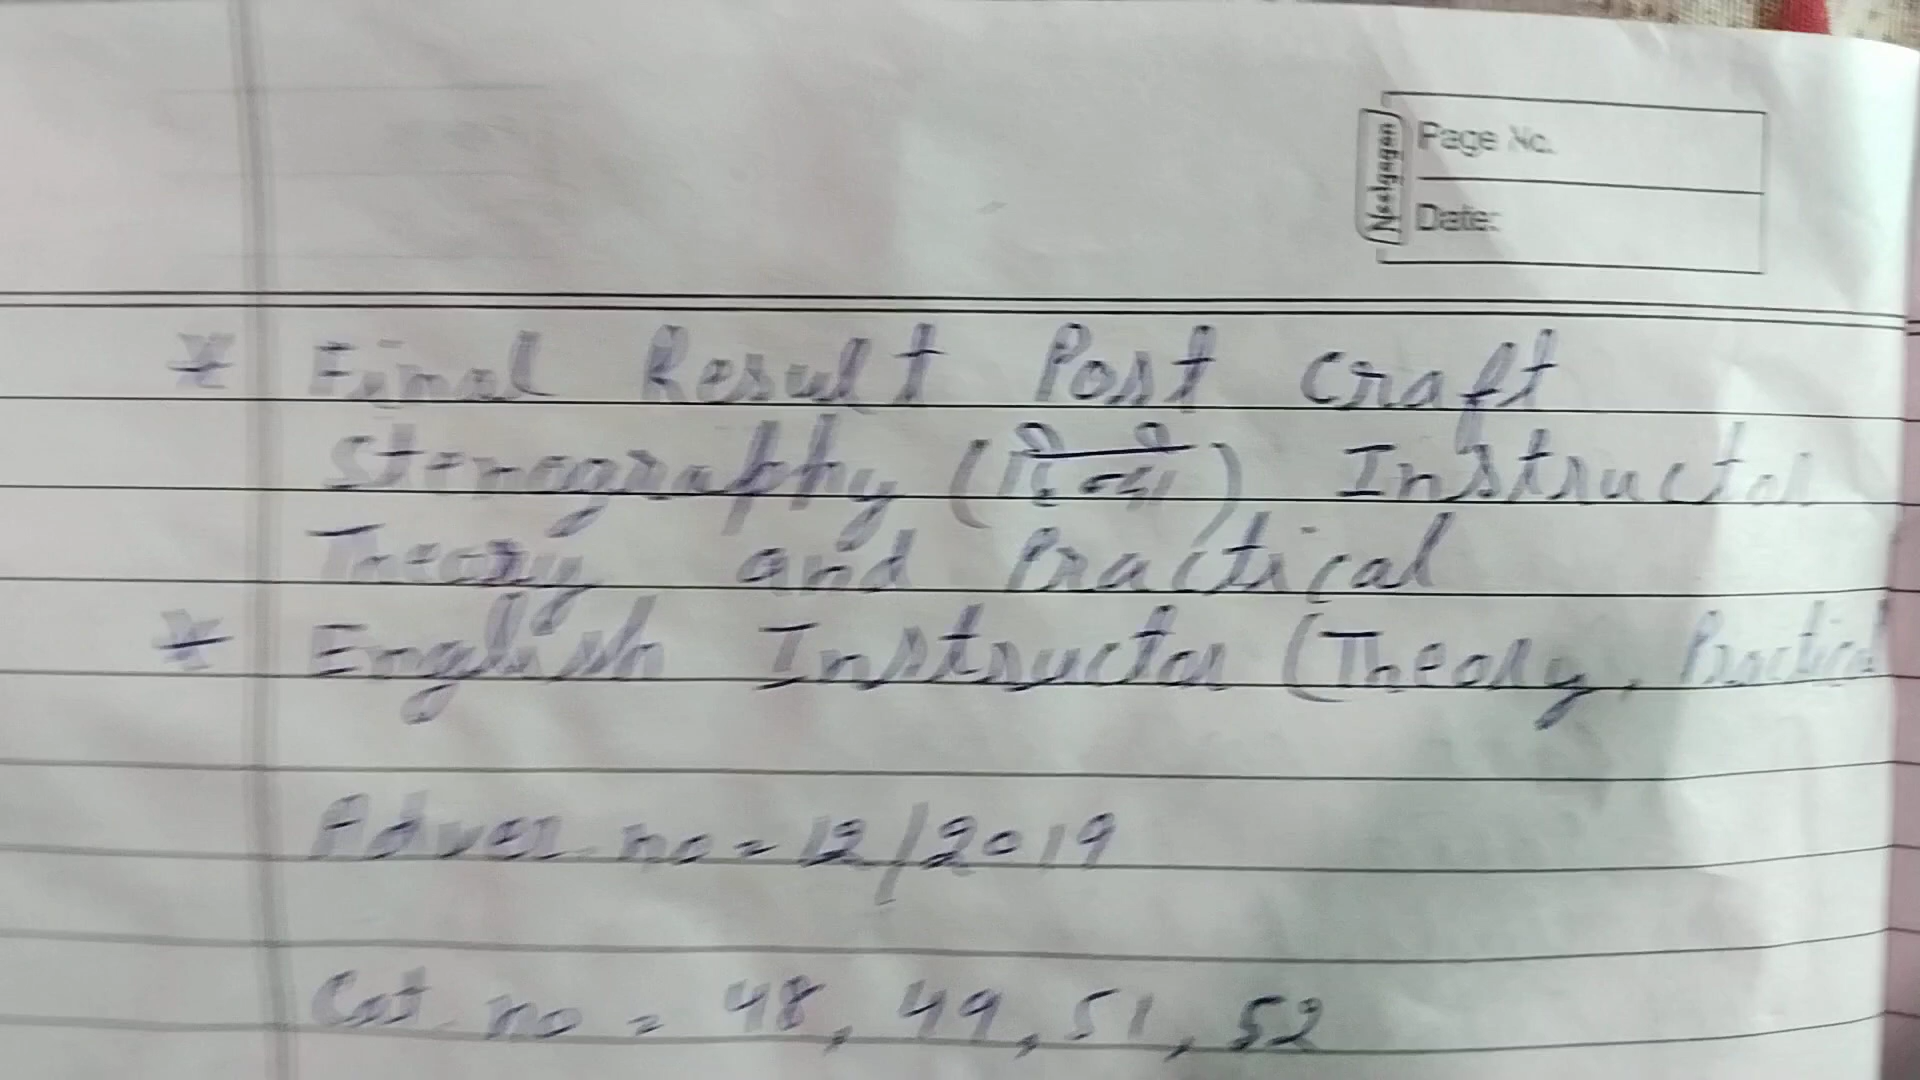 Neelgagan
Page No.
Date:
* Final Result Post Craft
Stenography (हिन्दी) Instructor
Theory and Practical
* English Instructor (Theory, Practical
Adver. no = 12/2019
Cat. no = 48, 49, 51, 52